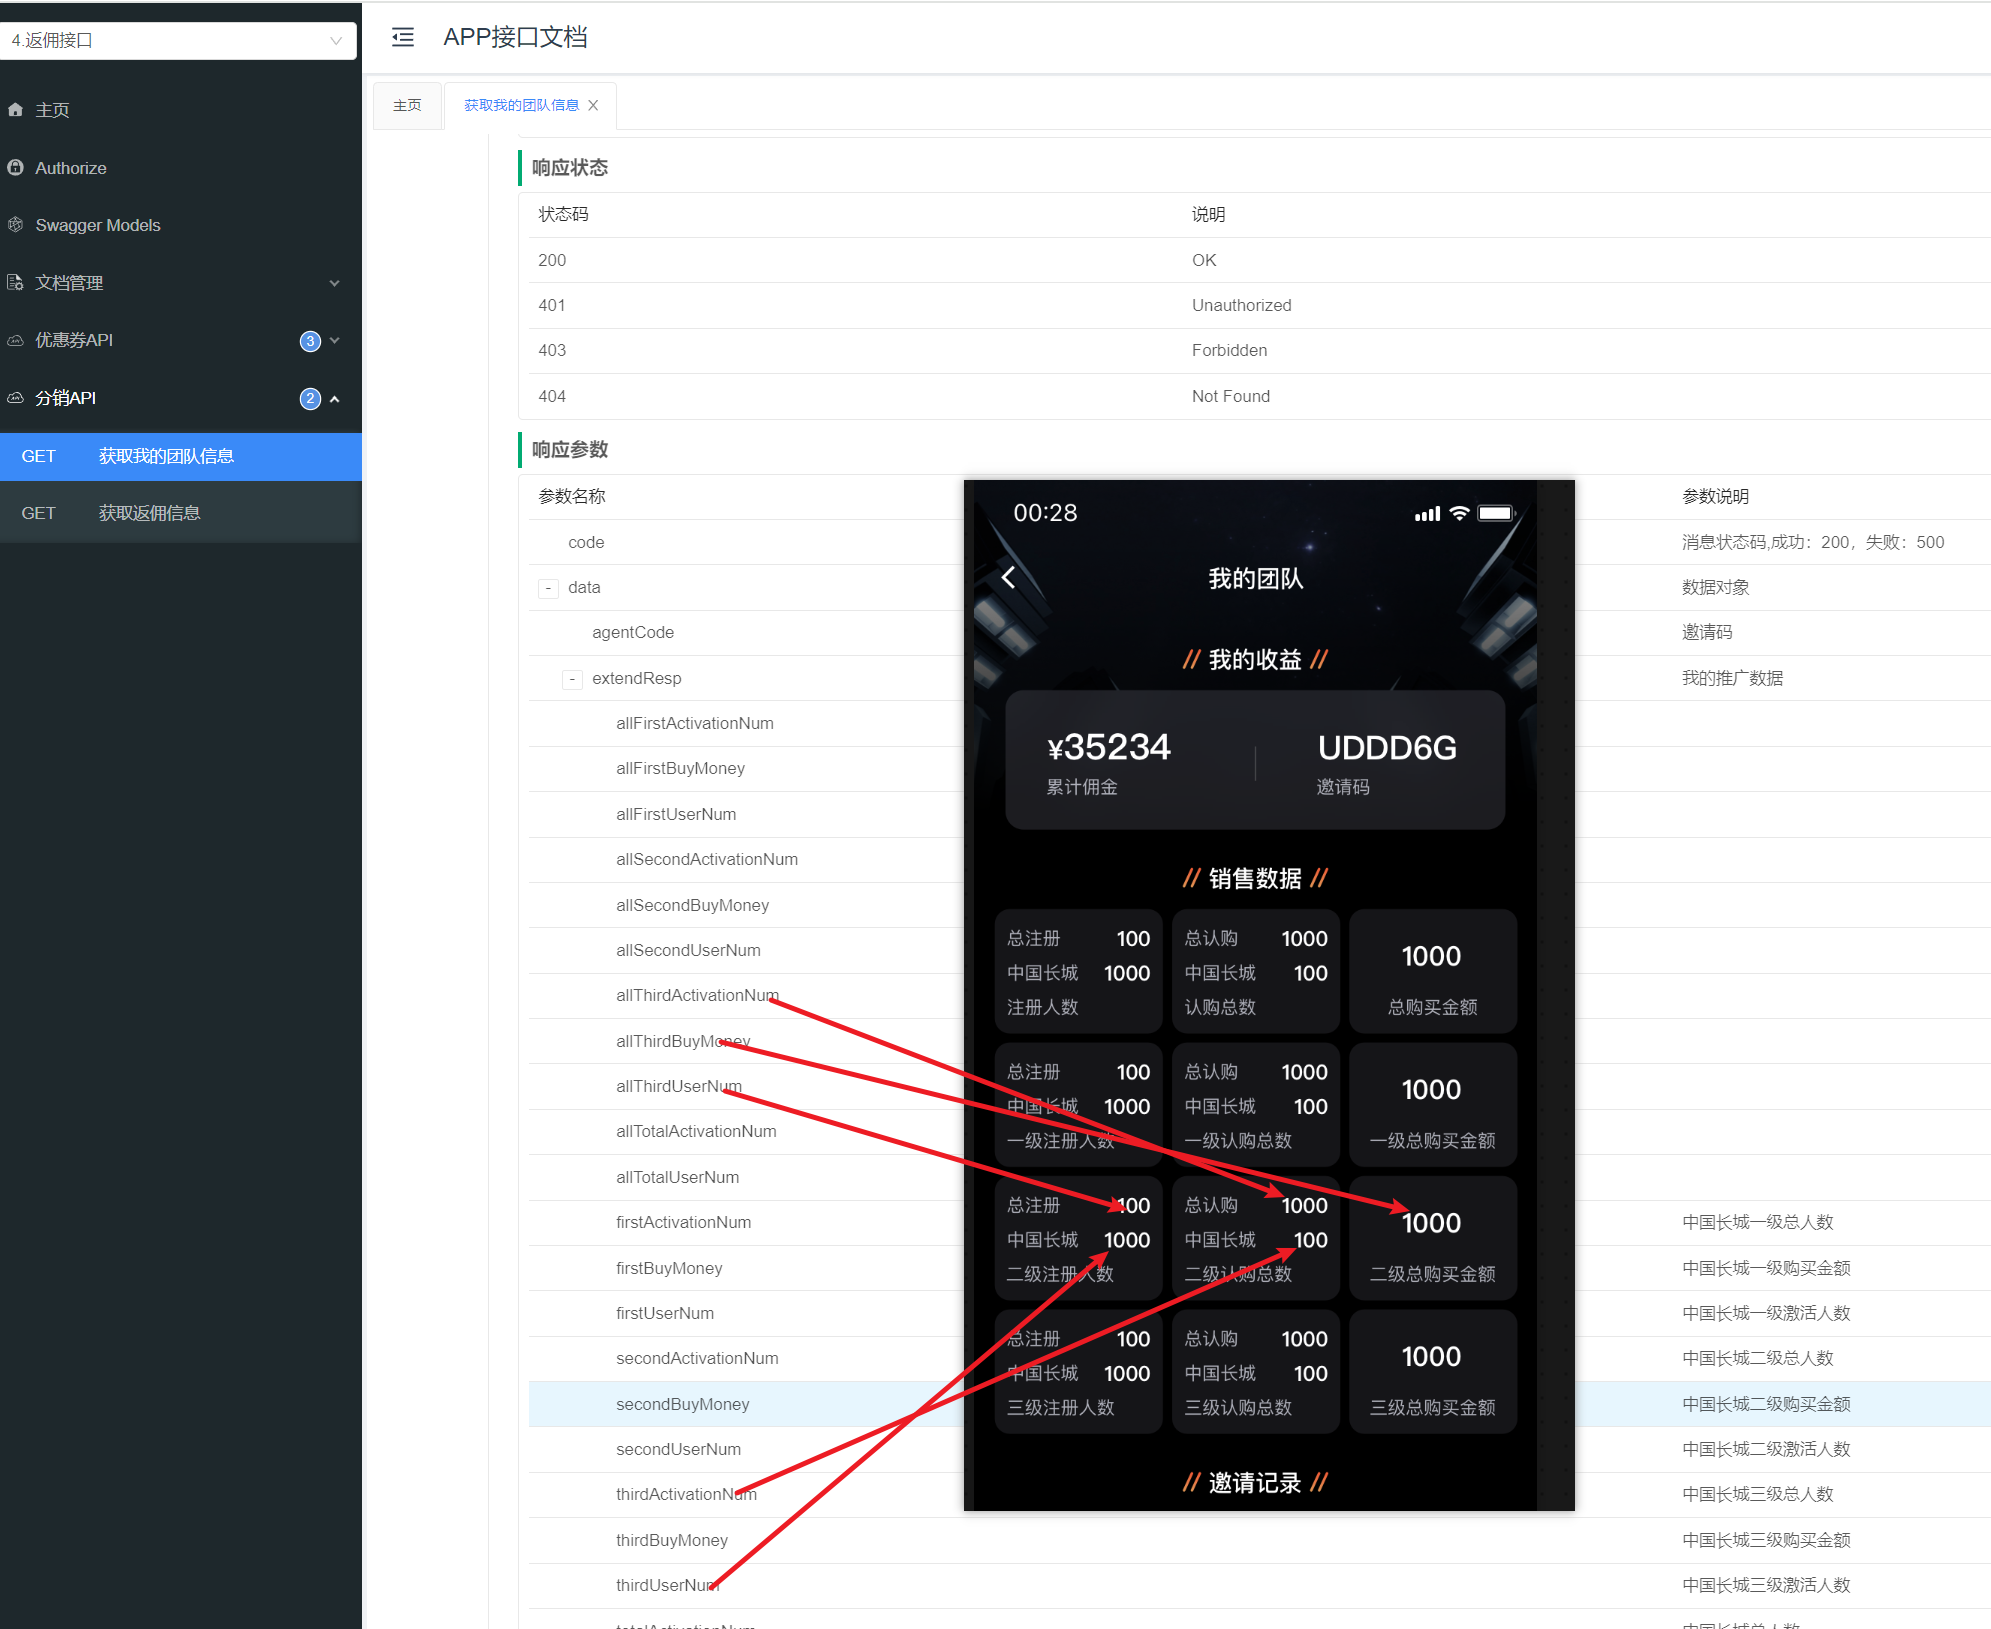 4.返佣接口
主页
Authorize
Swagger Models
文档管理
优惠券API
3
分销API
2
GET 获取我的团队信息
GET 获取返佣信息
APP接口文档
主页
获取我的团队信息
响应状态
状态码 说明
200 OK
401 Unauthorized
403 Forbidden
404 Not Found
响应参数
参数名称 参数说明
code 消息状态码,成功：200，失败：500
- data 数据对象
agentCode 邀请码
- extendResp 我的推广数据
allFirstActivationNum
allFirstBuyMoney
allFirstUserNum
allSecondActivationNum
allSecondBuyMoney
allSecondUserNum
allThirdActivationNum
allThirdBuyMoney
allThirdUserNum
allTotalActivationNum
allTotalUserNum
firstActivationNum 中国长城一级总人数
firstBuyMoney 中国长城一级购买金额
firstUserNum 中国长城一级激活人数
secondActivationNum 中国长城二级总人数
secondBuyMoney 中国长城二级购买金额
secondUserNum 中国长城二级激活人数
thirdActivationNum 中国长城三级总人数
thirdBuyMoney 中国长城三级购买金额
thirdUserNum 中国长城三级激活人数
00:28
我的团队
// 我的收益 //
¥35234 UDDD6G
累计佣金 邀请码
// 销售数据 //
总注册 100 总认购 1000 1000
中国长城 1000 中国长城 100
注册人数 认购总数 总购买金额
总注册 100 总认购 1000 1000
中国长城 1000 中国长城 100
一级注册人数 一级认购总数 一级总购买金额
总注册 100 总认购 1000 1000
中国长城 1000 中国长城 100
二级注册人数 二级认购总数 二级总购买金额
总注册 100 总认购 1000 1000
中国长城 1000 中国长城 100
三级注册人数 三级认购总数 三级总购买金额
// 邀请记录 //